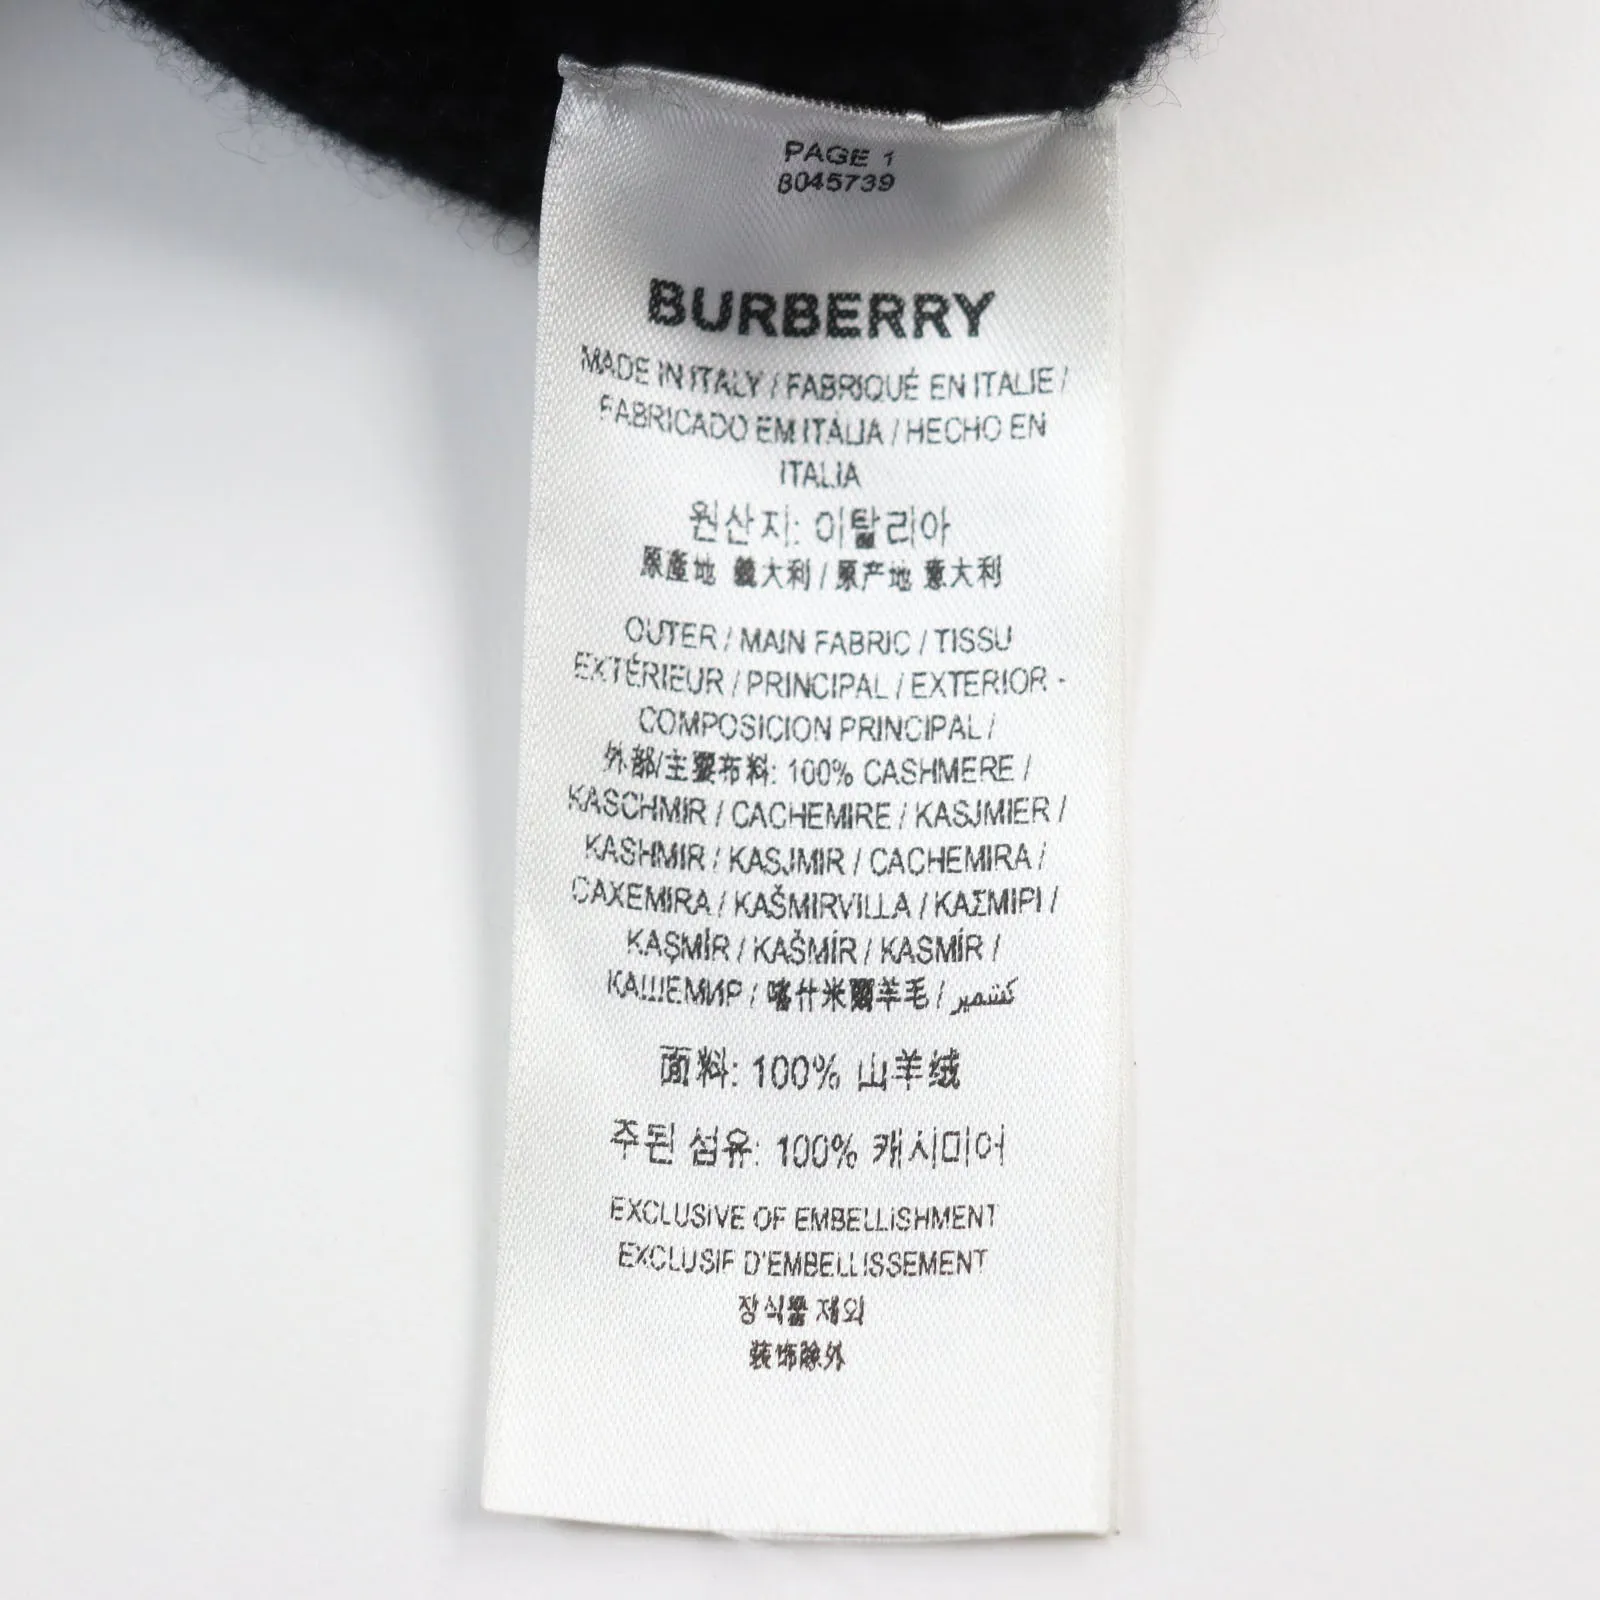 PAGE 1
8045739
BURBERRY
MADE IN ITALY / FABRIQUÉ EN ITALIE /
FABRICADO EM ITÁLIA / HECHO EN
ITALIA
원산지: 이탈리아
原產地 義大利 / 原产地 意大利
OUTER / MAIN FABRIC / TISSU
EXTÉRIEUR / PRINCIPAL / EXTERIOR -
COMPOSICION PRINCIPAL /
外部/主要布料: 100% CASHMERE /
KASCHMIR / CACHEMIRE / KASJMIER /
KASHMIR / KASJMIR / CACHEMIRA /
CAXEMIRA / KAŠMIRVILLA / ΚΑΣΜΙΡΙ /
KAŞMİR / KAŠMÍR / KASMÍR /
КАШЕМИР / 喀什米爾羊毛 / كشمير
面料: 100% 山羊绒
주된 섬유: 100% 캐시미어
EXCLUSIVE OF EMBELLISHMENT
EXCLUSIF D'EMBELLISSEMENT
장식품 제외
装饰除外